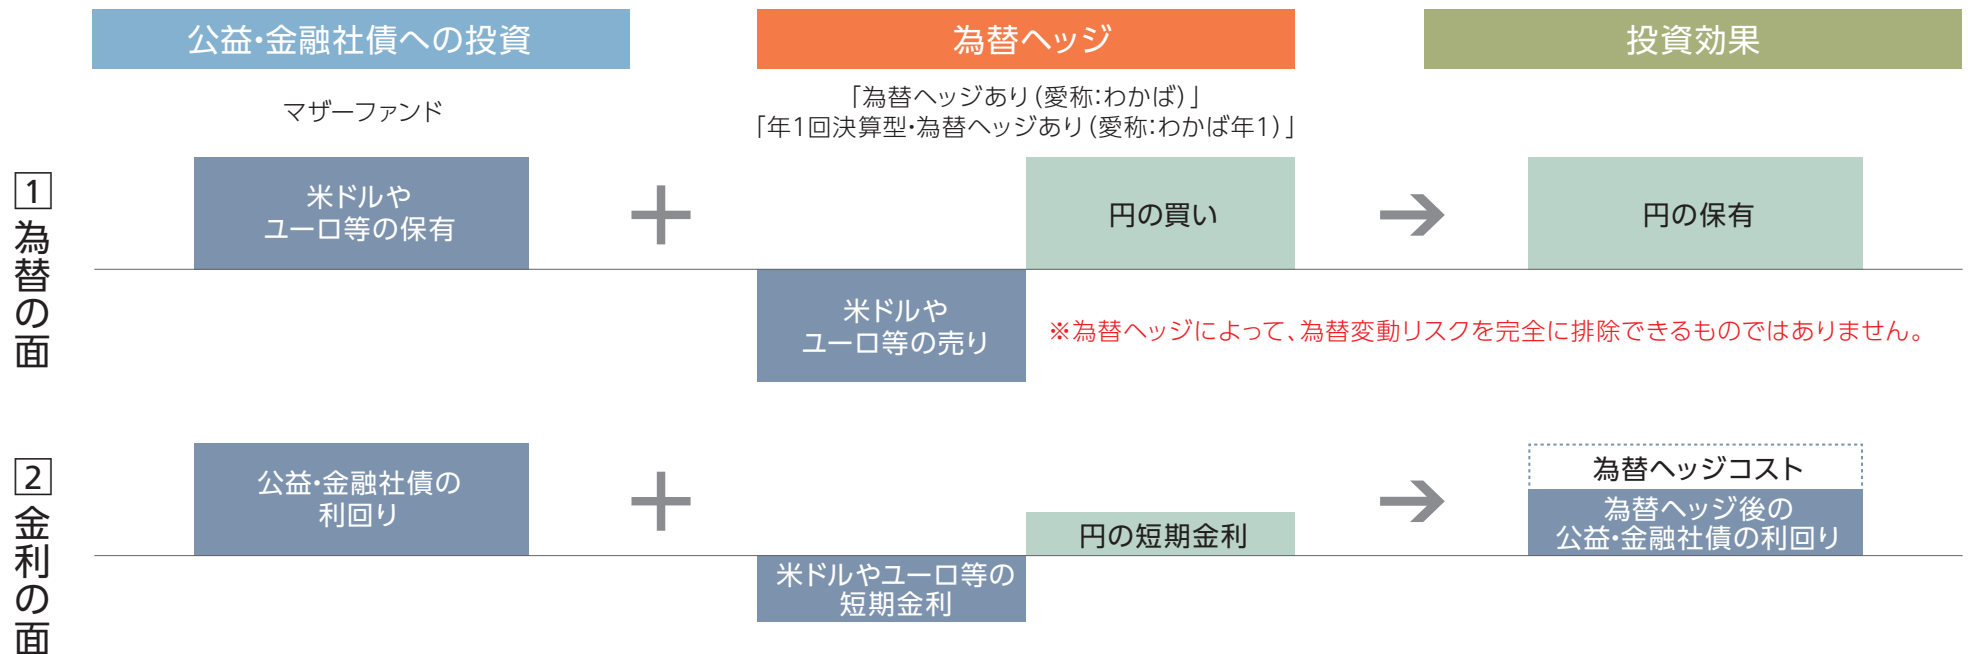 公益・金融社債への投資
為替ヘッジ
投資効果
マザーファンド
「為替ヘッジあり(愛称:わかば)」
「年1回決算型・為替ヘッジあり(愛称:わかば年1)」
1 為替の面
米ドルや
ユーロ等の保有
+
円の買い
円の保有
米ドルや
ユーロ等の売り
※為替ヘッジによって、為替変動リスクを完全に排除できるものではありません。
2 金利の面
公益・金融社債の
利回り
+
円の短期金利
米ドルやユーロ等の
短期金利
為替ヘッジコスト
為替ヘッジ後の
公益・金融社債の利回り